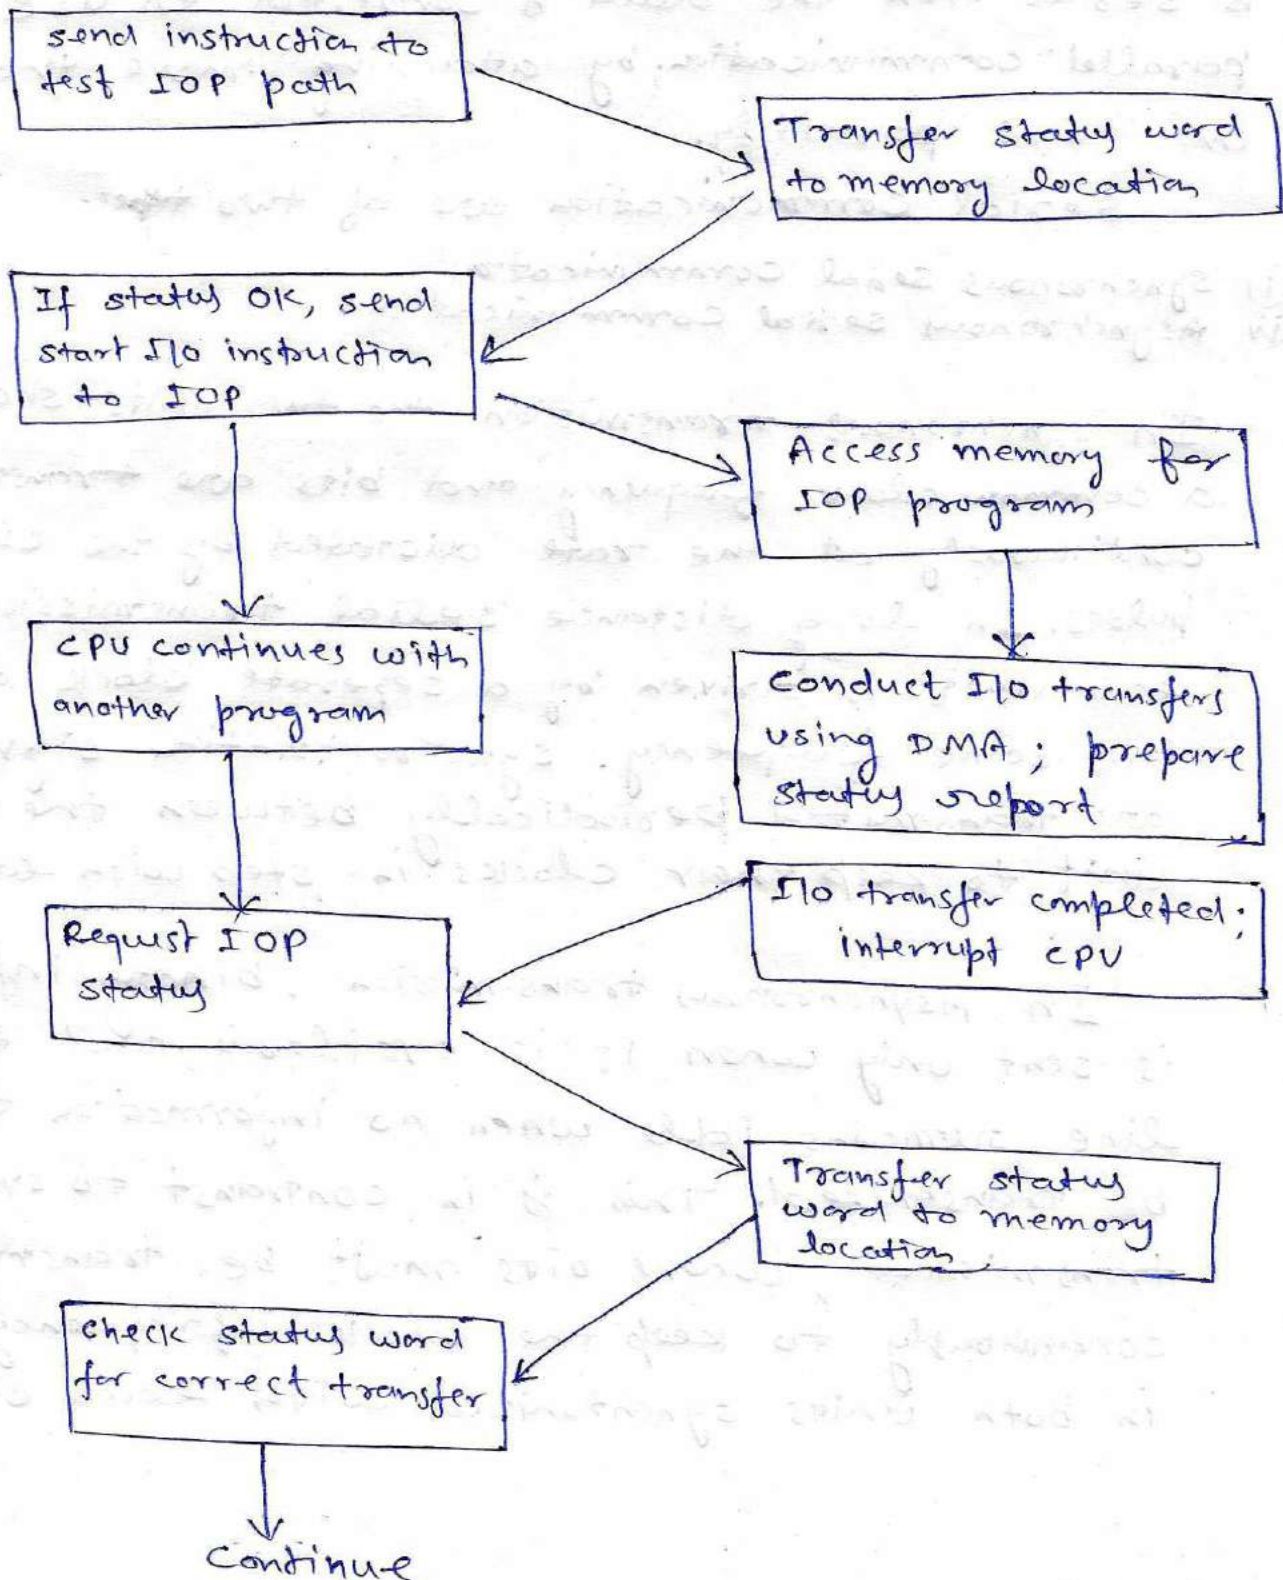 send instruction to
test IOP path
Transfer status word
to memory location
If status OK, send
start I/O instruction
to IOP
Access memory for
IOP program
CPU continues with
another program
Conduct I/O transfers
using DMA; prepare
status report
I/O transfer completed;
interrupt CPU
Request IOP
status
Transfer status
word to memory
location
check status word
for correct transfer
Continue